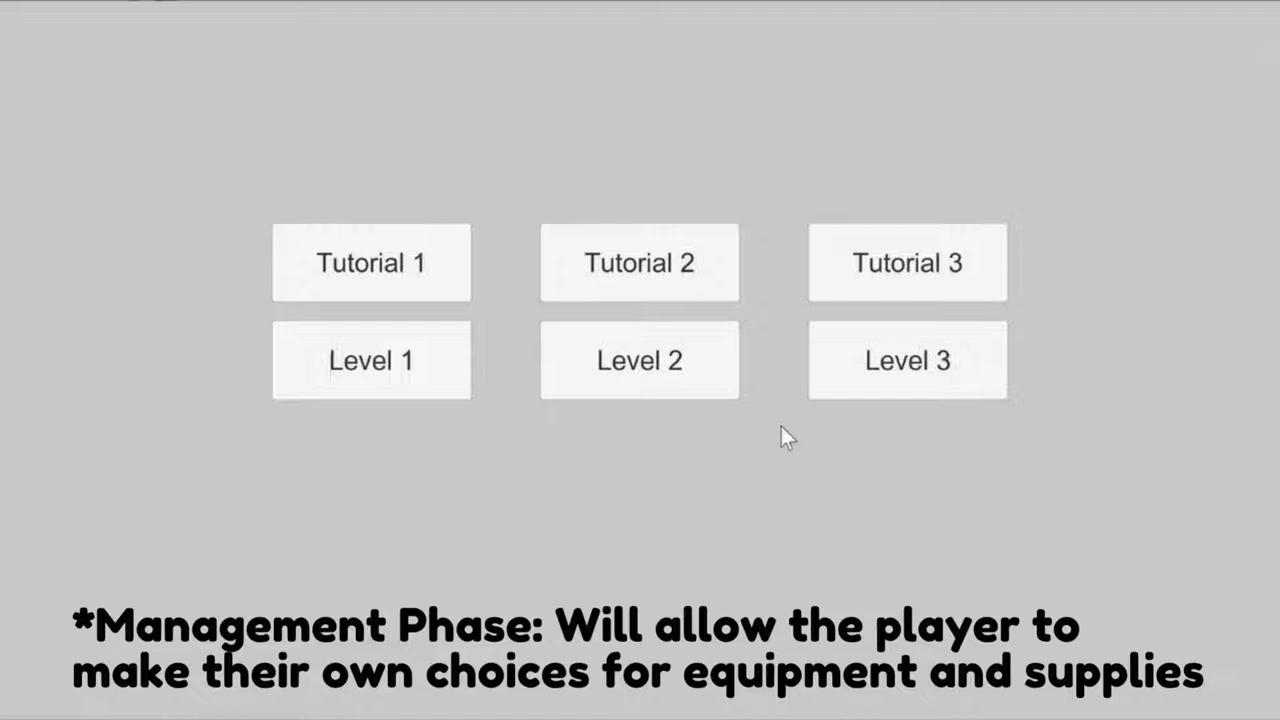 Tutorial 1 Tutorial 2 Tutorial 3
Level 1 Level 2 Level 3
*Management Phase: Will allow the player to
make their own choices for equipment and supplies